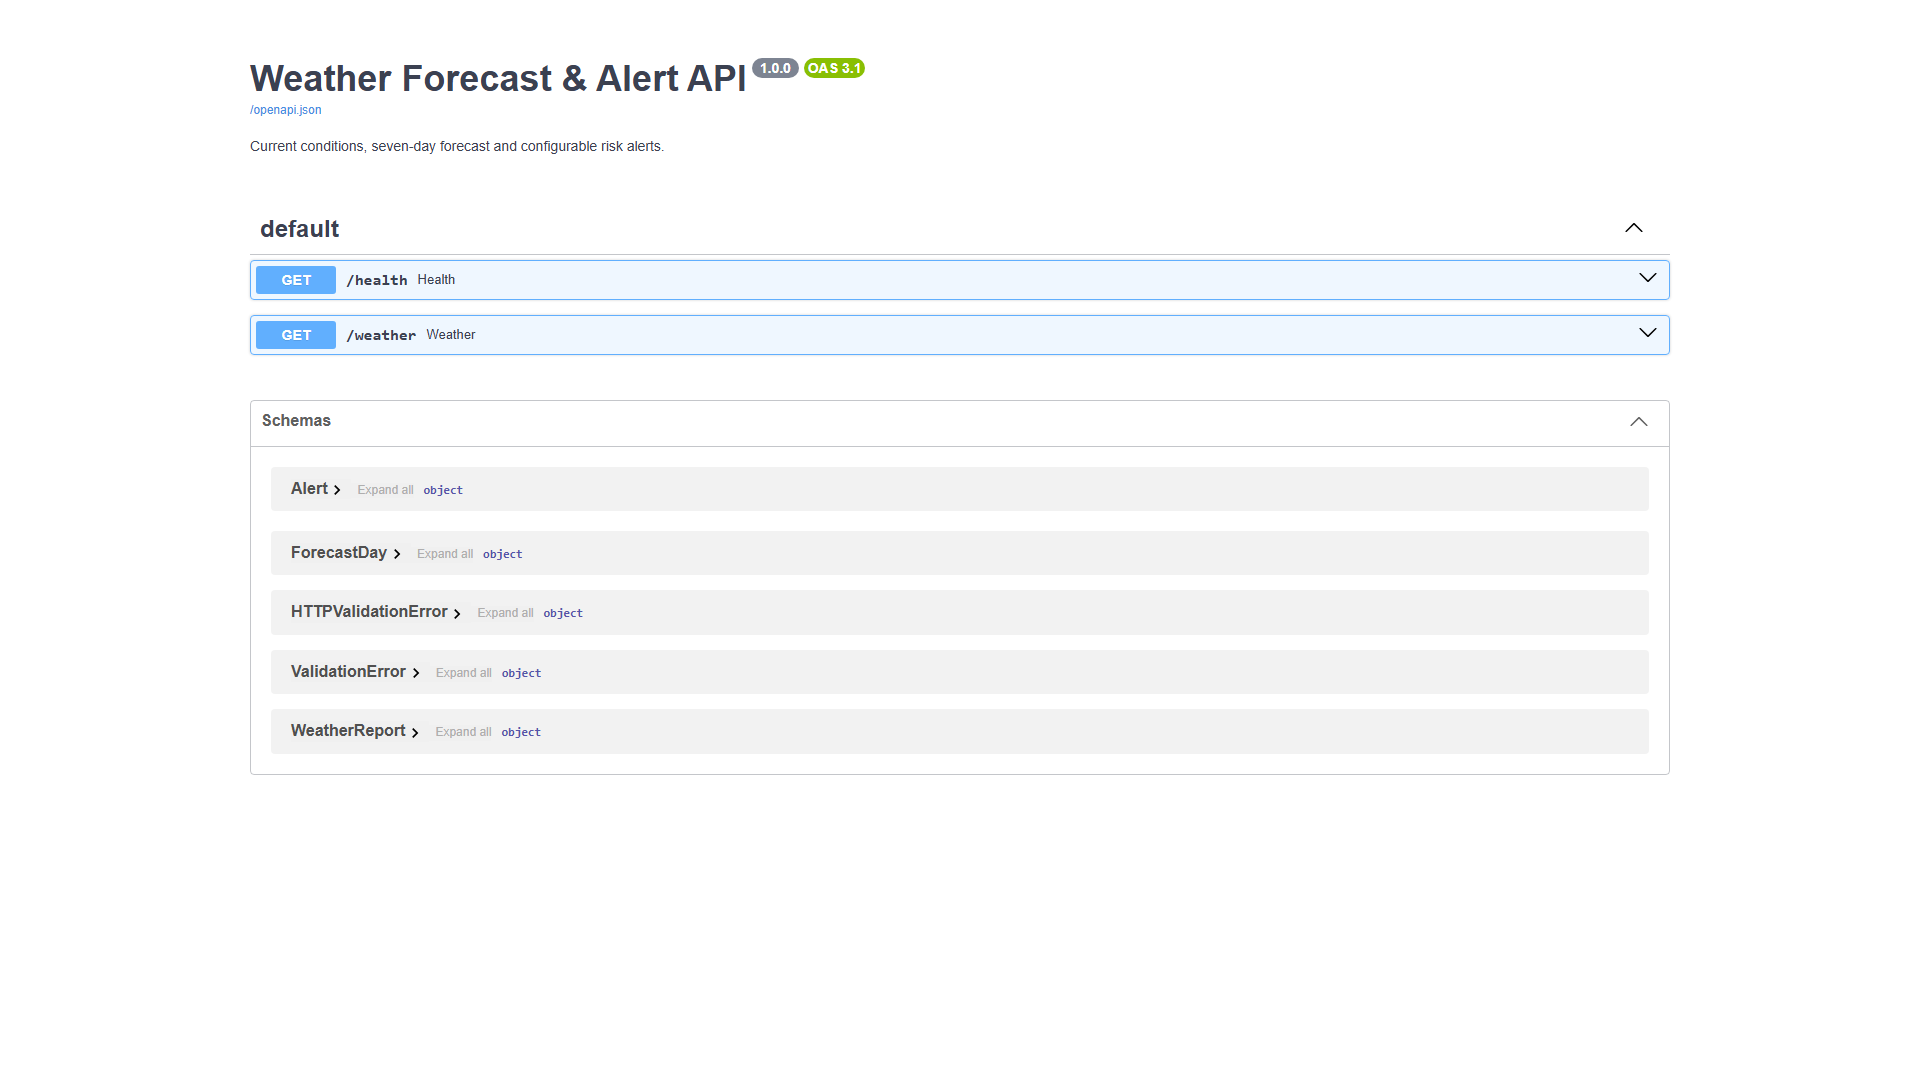 Weather Forecast & Alert API 1.0.0 OAS 3.1
/openapi.json
Current conditions, seven-day forecast and configurable risk alerts.
default
GET /health Health
GET /weather Weather
Schemas
Alert Expand all object
ForecastDay Expand all object
HTTPValidationError Expand all object
ValidationError Expand all object
WeatherReport Expand all object